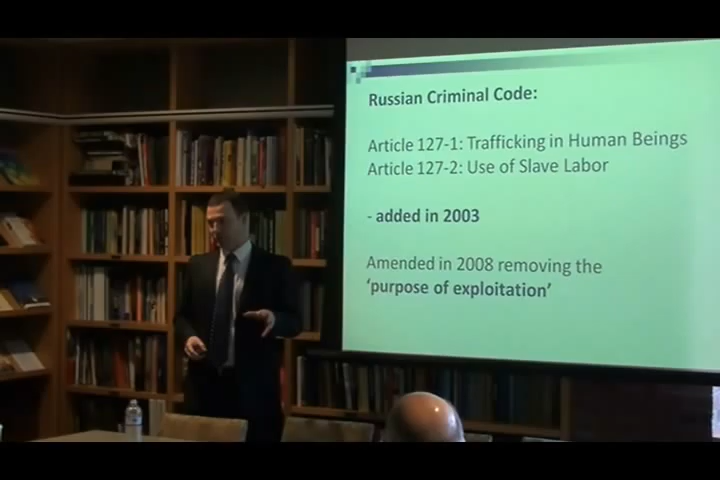 Russian Criminal Code:
Article 127-1: Trafficking in Human Beings
Article 127-2: Use of Slave Labor
- added in 2003
Amended in 2008 removing the
‘purpose of exploitation’